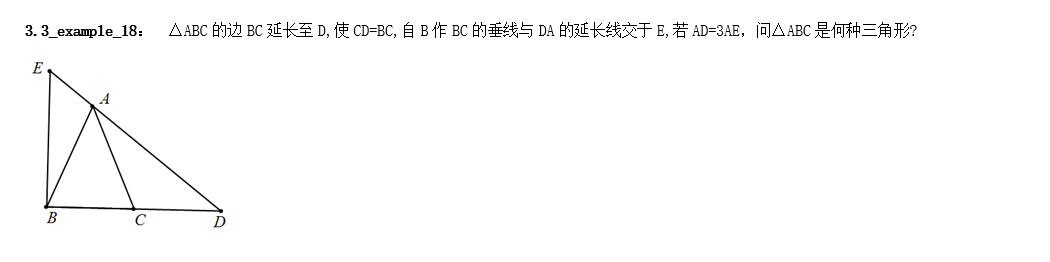 3.3_example_18： △ABC 的边 BC 延长至 D,使 CD=BC,自 B 作 BC 的垂线与 DA 的延长线交于 E,若 AD=3AE，问△ABC 是何种三角形?
E
A
B
C
D